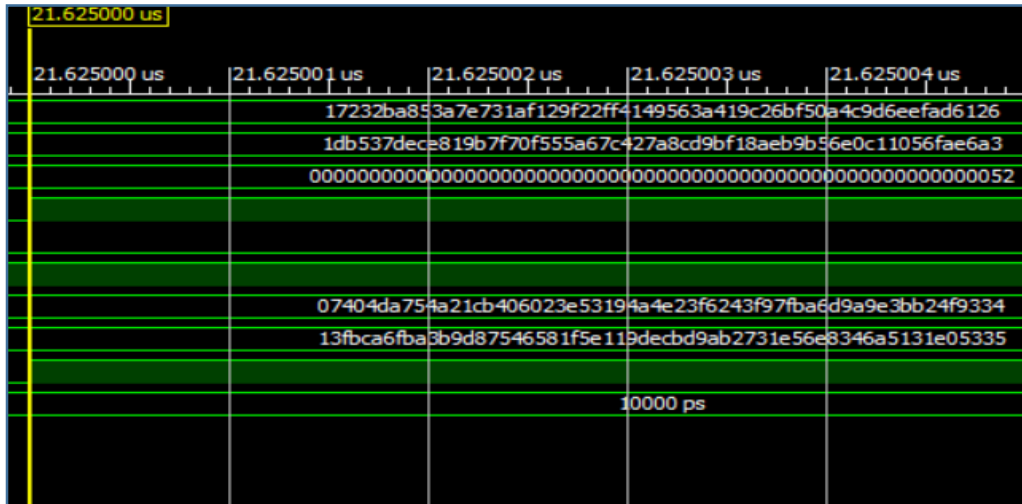 21.625000 us
21.625000 us 21.625001 us 21.625002 us 21.625003 us 21.625004 us
17232ba853a7e731af129f22ff4149563a419c26bf50a4c9d6eefad6126
1db537dece819b7f70f555a67c427a8cd9bf18aeb9b56e0c11056fae6a3
000000000000000000000000000000000000000000000000000000000052
07404da754a21cb406023e53194a4e23f6243f97fba6d9a9e3bb24f9334
13fbca6fba3b9d87546581f5e119decbd9ab2731e56e8346a5131e05335
10000 ps